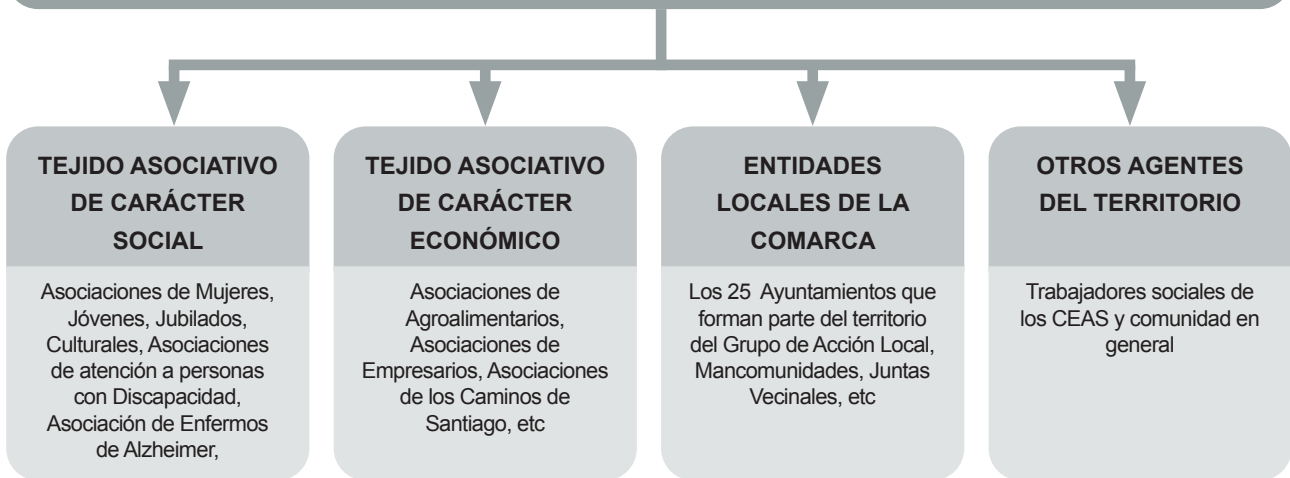 TEJIDO ASOCIATIVO
DE CARÁCTER
SOCIAL
Asociaciones de Mujeres,
Jóvenes, Jubilados,
Culturales, Asociaciones
de atención a personas
con Discapacidad,
Asociación de Enfermos
de Alzheimer,
TEJIDO ASOCIATIVO
DE CARÁCTER
ECONÓMICO
Asociaciones de
Agroalimentarios,
Asociaciones de
Empresarios, Asociaciones
de los Caminos de
Santiago, etc
ENTIDADES
LOCALES DE LA
COMARCA
Los 25 Ayuntamientos que
forman parte del territorio
del Grupo de Acción Local,
Mancomunidades, Juntas
Vecinales, etc
OTROS AGENTES
DEL TERRITORIO
Trabajadores sociales de
los CEAS y comunidad en
general